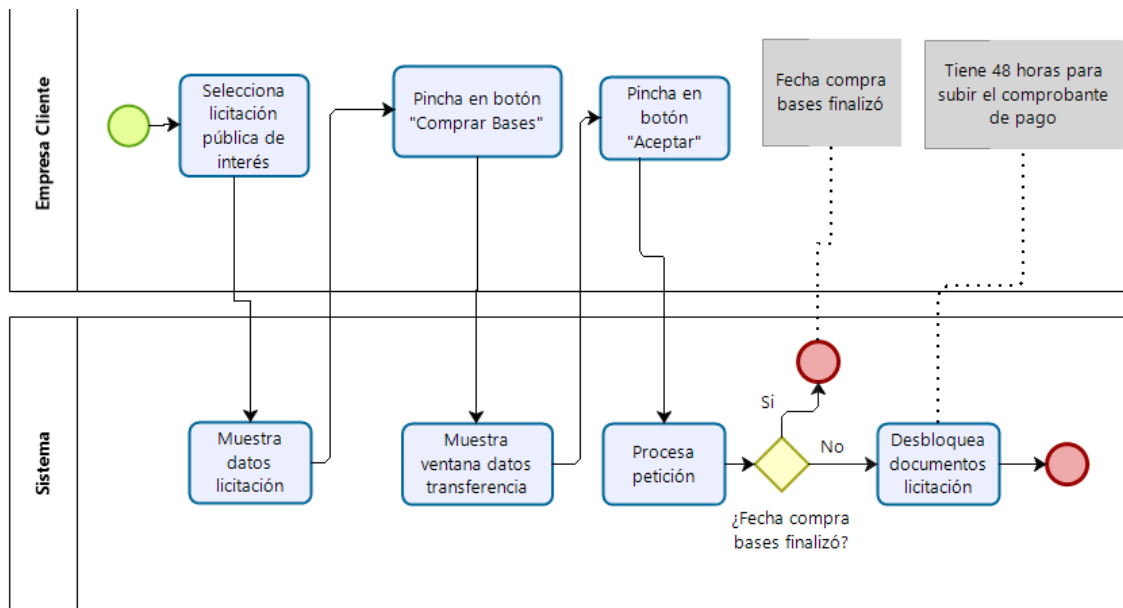 Empresa Cliente
Selecciona
licitación
pública de
interés
Pincha en botón
"Comprar Bases"
Pincha en
botón
"Aceptar"
Fecha compra
bases finalizó
Tiene 48 horas para
subir el comprobante
de pago
Sistema
Muestra
datos
licitación
Muestra
ventana datos
transferencia
Procesa
petición
Si
No
¿Fecha compra
bases finalizó?
Desbloquea
documentos
licitación